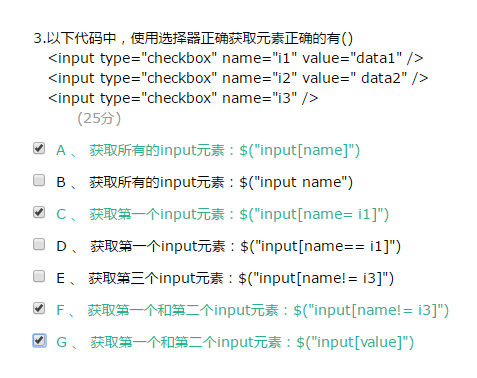 3.以下代码中，使用选择器正确获取元素正确的有()
<input type="checkbox" name="i1" value="data1" />
<input type="checkbox" name="i2" value=" data2" />
<input type="checkbox" name="i3" />
(25分)
A 、 获取所有的input元素：$("input[name]")
B 、 获取所有的input元素：$("input name")
C 、 获取第一个input元素：$("input[name= i1]")
D 、 获取第一个input元素：$("input[name== i1]")
E 、 获取第三个input元素：$("input[name!= i3]")
F 、 获取第一个和第二个input元素：$("input[name!= i3]")
G 、 获取第一个和第二个input元素：$("input[value]")